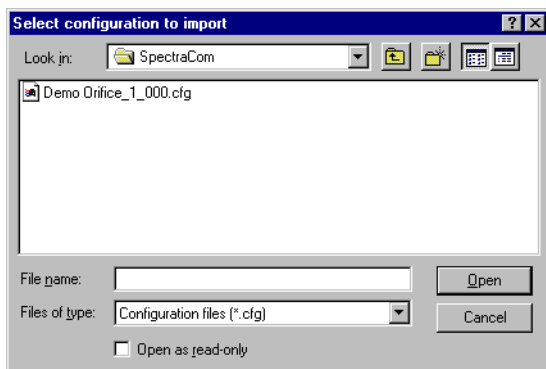 Select configuration to import
Look in: SpectraCom
Demo Orifice_1_000.cfg
File name: Open
Files of type: Configuration files (*.cfg) Cancel
Open as read-only